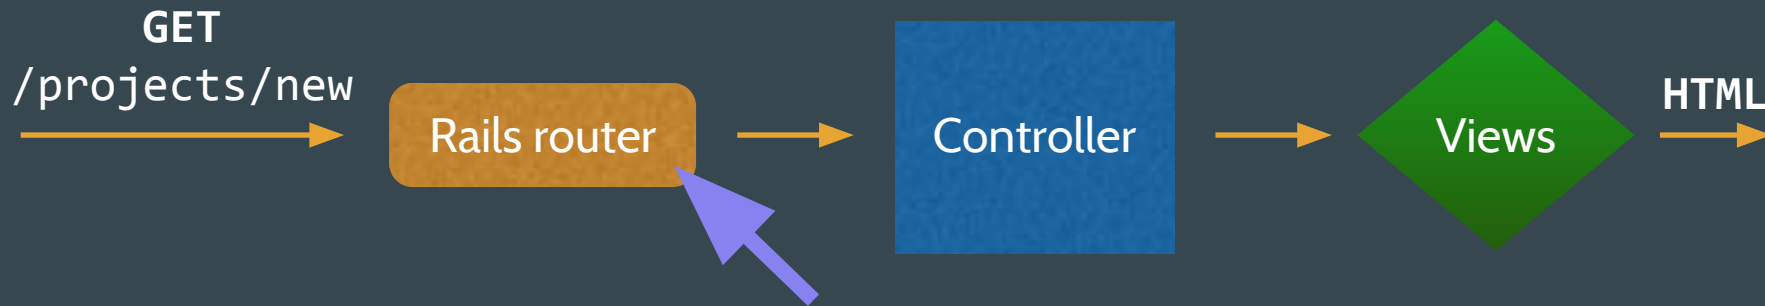 GET
/projects/new
Rails router
Controller
Views
HTML